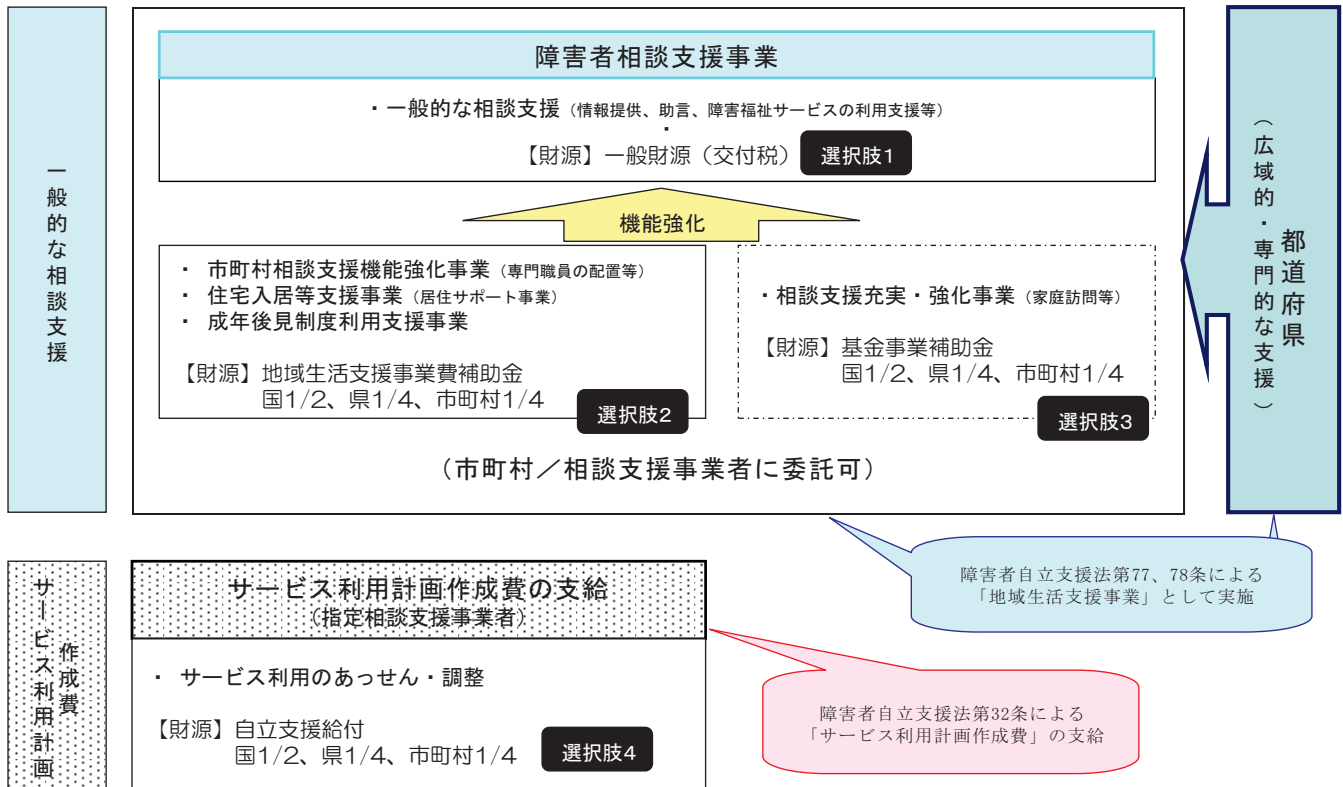 一般的な相談支援
障害者相談支援事業
・一般的な相談支援（情報提供、助言、障害福祉サービスの利用支援等）
・
【財源】一般財源（交付税）
選択肢1
機能強化
・ 市町村相談支援機能強化事業（専門職員の配置等）
・ 住宅入居等支援事業（居住サポート事業）
・ 成年後見制度利用支援事業
【財源】地域生活支援事業費補助金
国1/2、県1/4、市町村1/4
選択肢2
・相談支援充実・強化事業（家庭訪問等）
【財源】基金事業補助金
国1/2、県1/4、市町村1/4
選択肢3
（市町村／相談支援事業者に委託可）
都道府県
（広域的・専門的な支援）
障害者自立支援法第77、78条による
「地域生活支援事業」として実施
サービス利用計画
作成費
サービス利用計画作成費の支給
（指定相談支援事業者）
・ サービス利用のあっせん・調整
【財源】自立支援給付
国1/2、県1/4、市町村1/4
選択肢4
障害者自立支援法第32条による
「サービス利用計画作成費」の支給